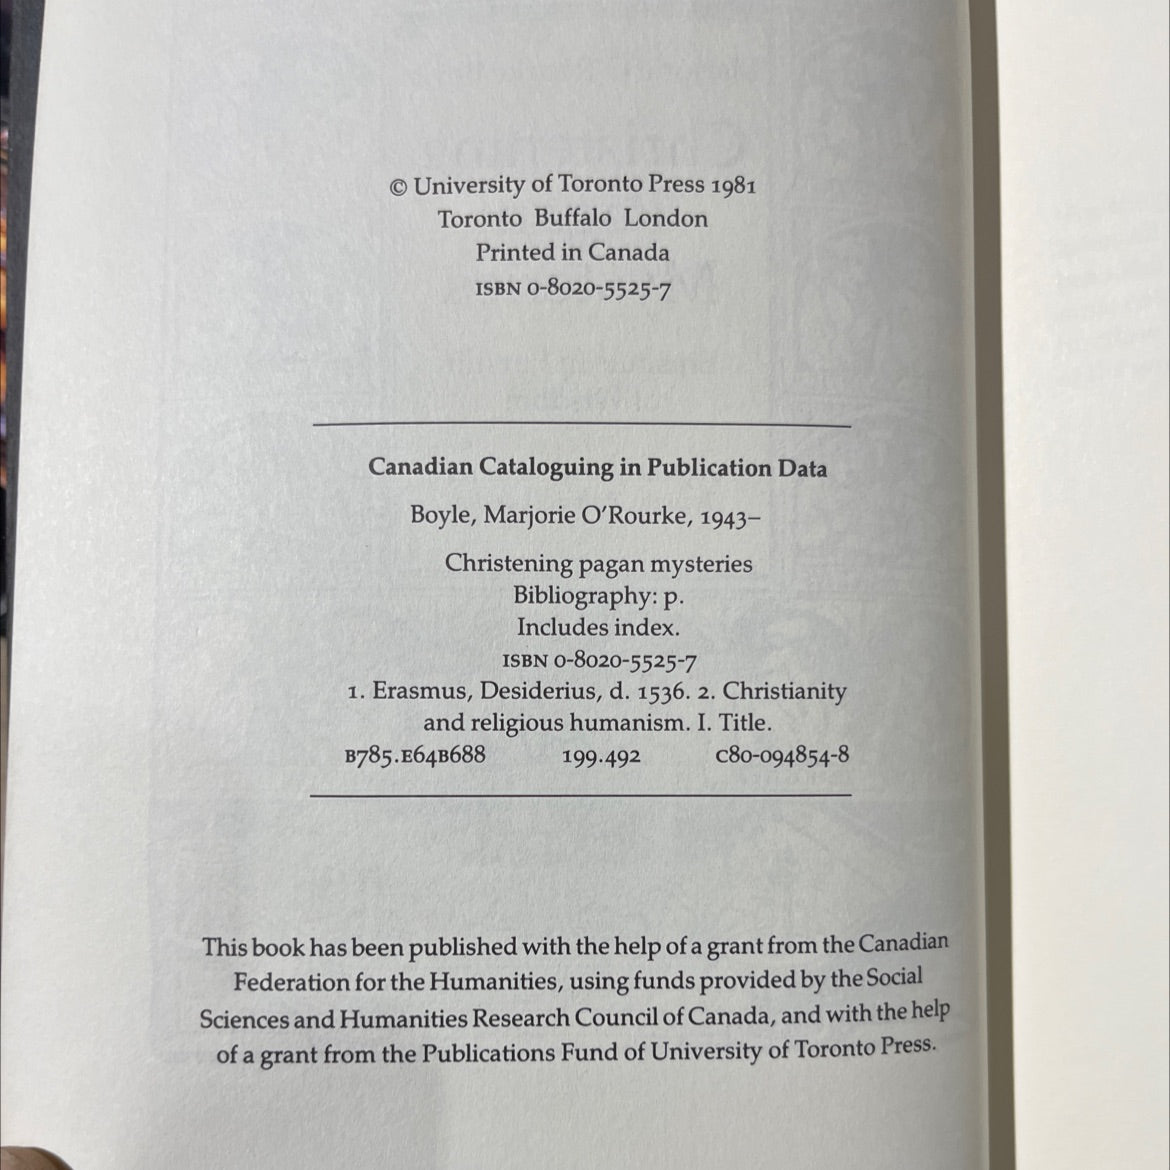 © University of Toronto Press 1981
Toronto Buffalo London
Printed in Canada
ISBN 0-8020-5525-7
Canadian Cataloguing in Publication Data
Boyle, Marjorie O'Rourke, 1943–
Christening pagan mysteries
Bibliography: p.
Includes index.
ISBN 0-8020-5525-7
1. Erasmus, Desiderius, d. 1536. 2. Christianity
and religious humanism. I. Title.
B785.E64B688 199.492 C80-094854-8
This book has been published with the help of a grant from the Canadian
Federation for the Humanities, using funds provided by the Social
Sciences and Humanities Research Council of Canada, and with the help
of a grant from the Publications Fund of University of Toronto Press.